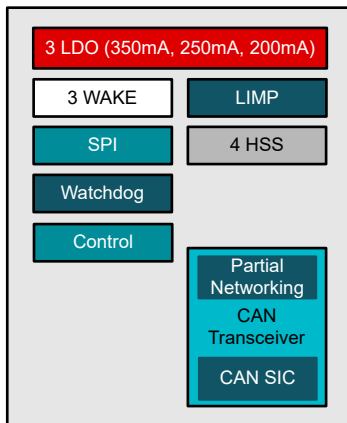 3 LDO (350mA, 250mA, 200mA)
3 WAKE
LIMP
SPI
4 HSS
Watchdog
Control
Partial
Networking
CAN
Transceiver
CAN SIC